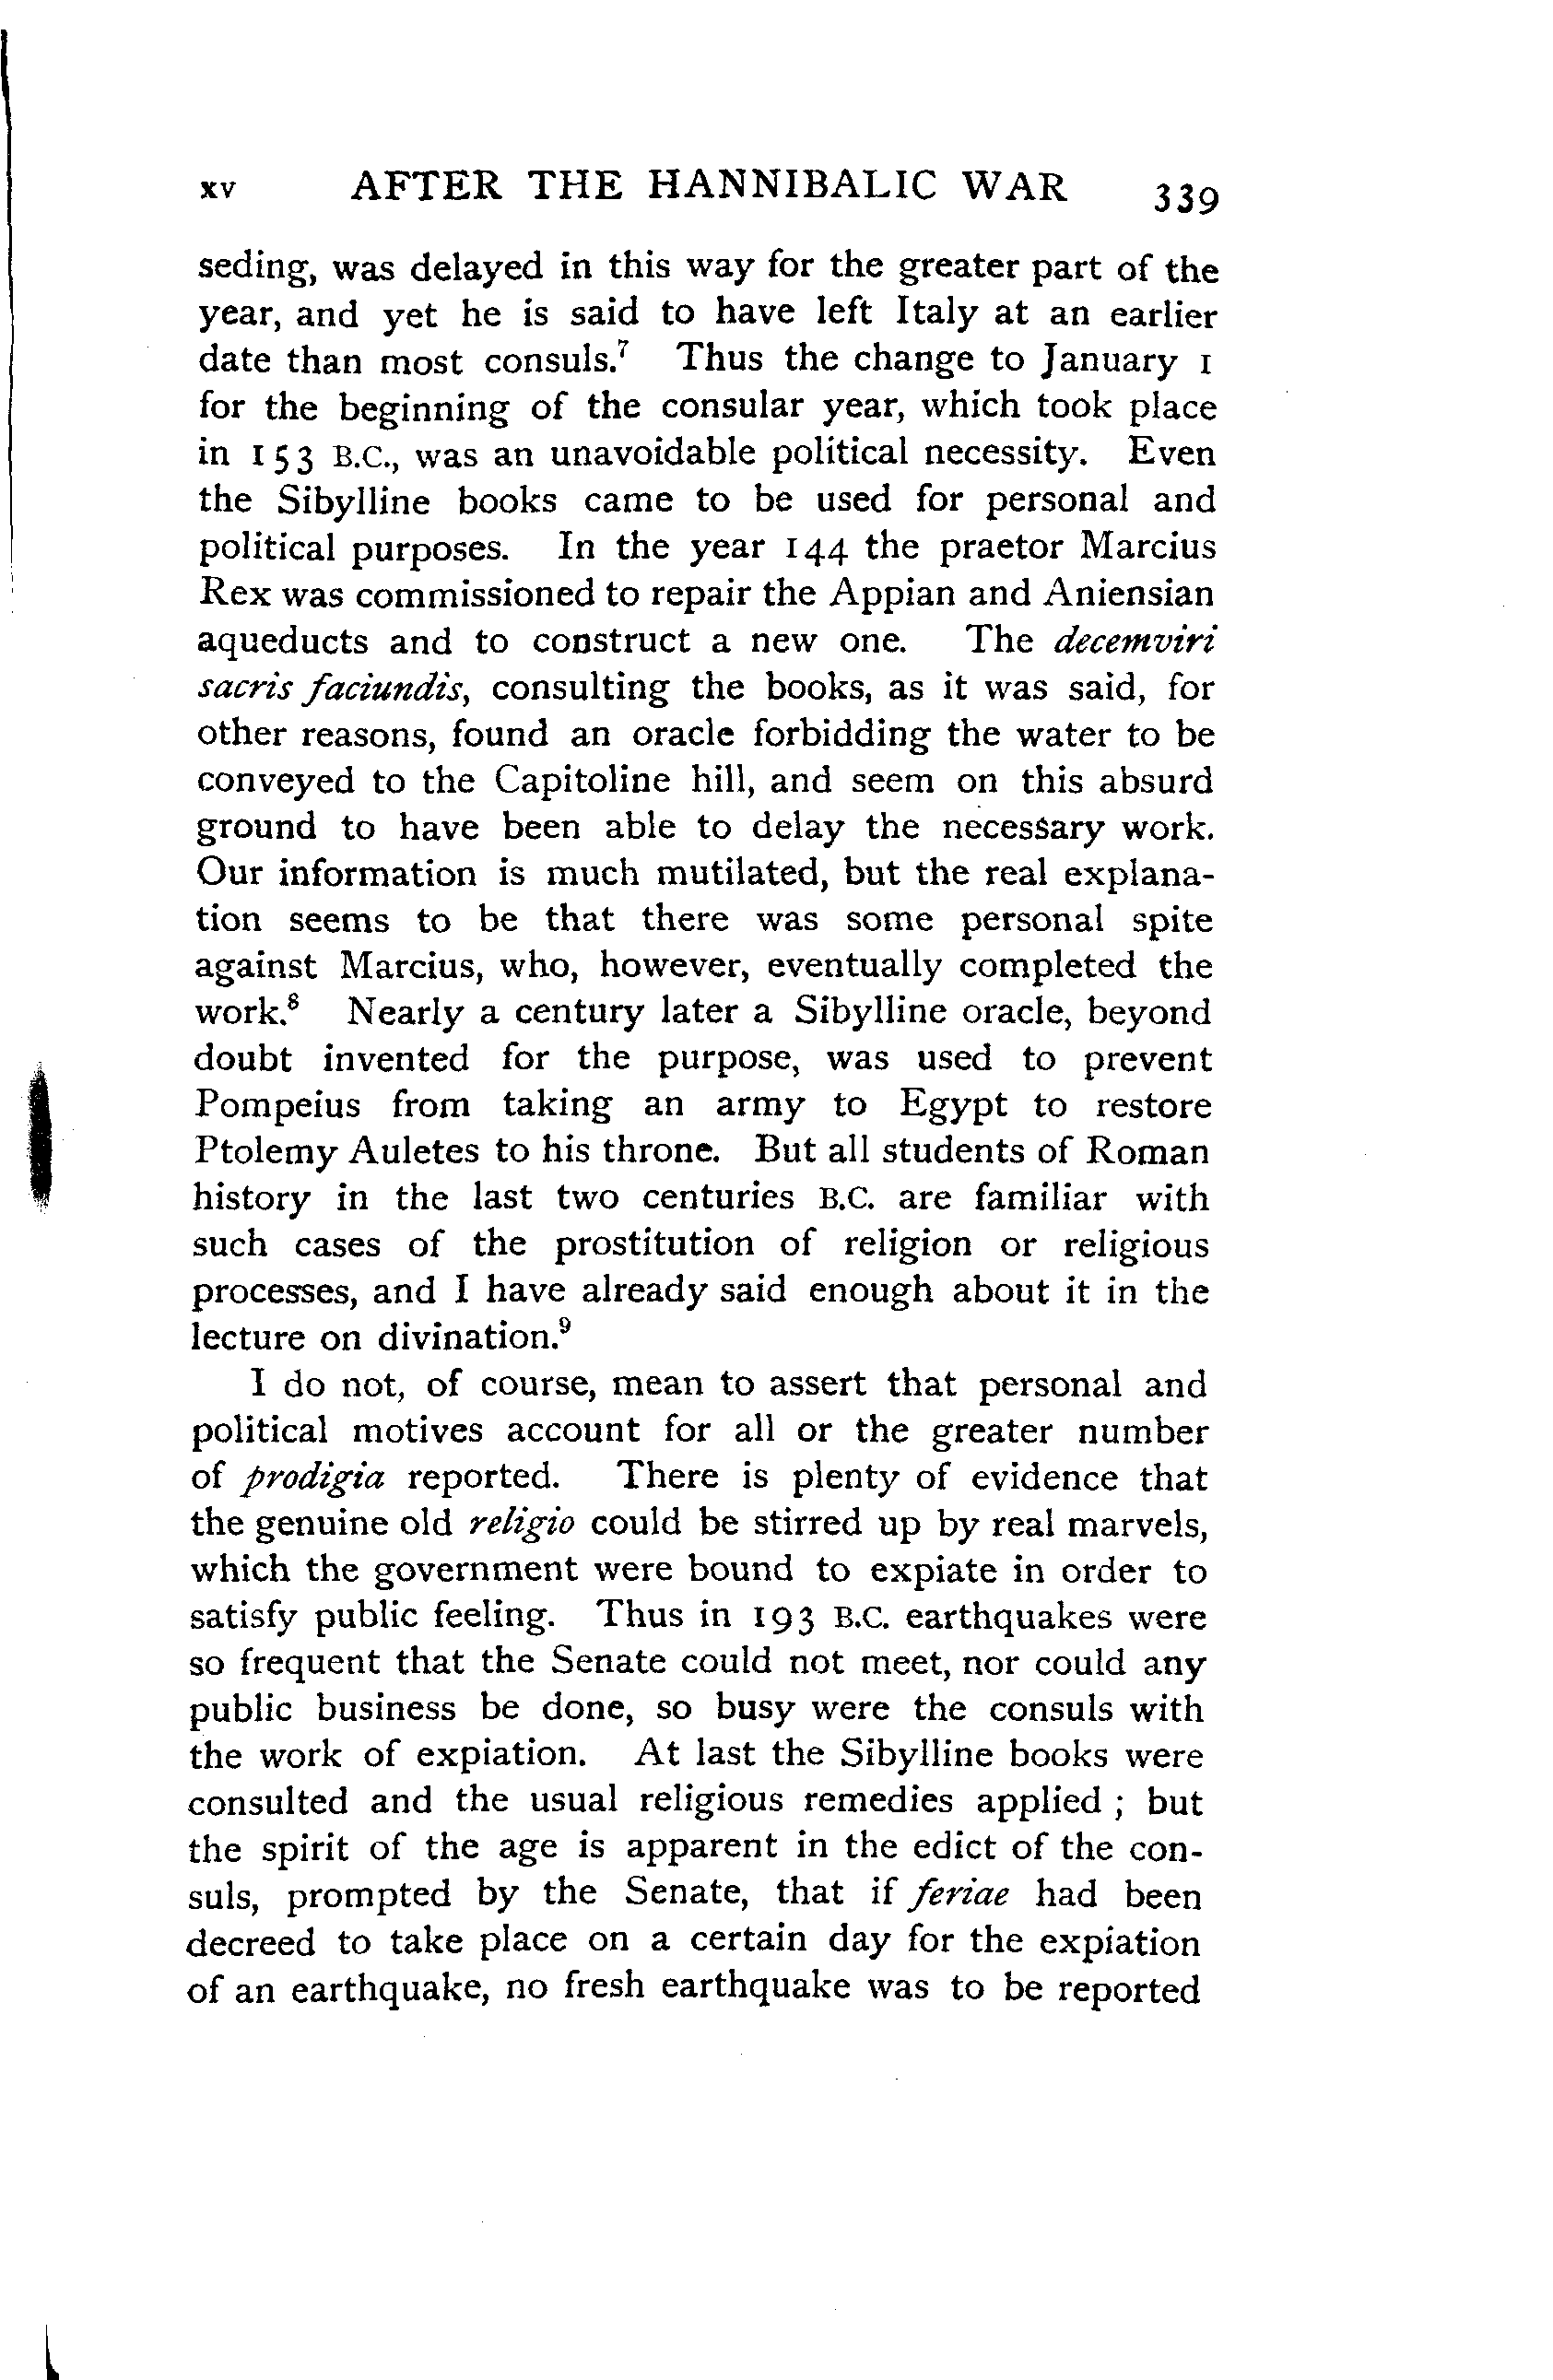 xv AFTER THE HANNIBALIC WAR 339
seding, was delayed in this way for the greater part of the
year, and yet he is said to have left Italy at an earlier
date than most consuls.⁷ Thus the change to January 1
for the beginning of the consular year, which took place
in 153 B.C., was an unavoidable political necessity. Even
the Sibylline books came to be used for personal and
political purposes. In the year 144 the praetor Marcius
Rex was commissioned to repair the Appian and Aniensian
aqueducts and to construct a new one. The decemviri
sacris faciundis, consulting the books, as it was said, for
other reasons, found an oracle forbidding the water to be
conveyed to the Capitoline hill, and seem on this absurd
ground to have been able to delay the necessary work.
Our information is much mutilated, but the real explana-
tion seems to be that there was some personal spite
against Marcius, who, however, eventually completed the
work.⁸ Nearly a century later a Sibylline oracle, beyond
doubt invented for the purpose, was used to prevent
Pompeius from taking an army to Egypt to restore
Ptolemy Auletes to his throne. But all students of Roman
history in the last two centuries B.C. are familiar with
such cases of the prostitution of religion or religious
processes, and I have already said enough about it in the
lecture on divination.⁹
I do not, of course, mean to assert that personal and
political motives account for all or the greater number
of prodigia reported. There is plenty of evidence that
the genuine old religio could be stirred up by real marvels,
which the government were bound to expiate in order to
satisfy public feeling. Thus in 193 B.C. earthquakes were
so frequent that the Senate could not meet, nor could any
public business be done, so busy were the consuls with
the work of expiation. At last the Sibylline books were
consulted and the usual religious remedies applied ; but
the spirit of the age is apparent in the edict of the con-
suls, prompted by the Senate, that if feriae had been
decreed to take place on a certain day for the expiation
of an earthquake, no fresh earthquake was to be reported